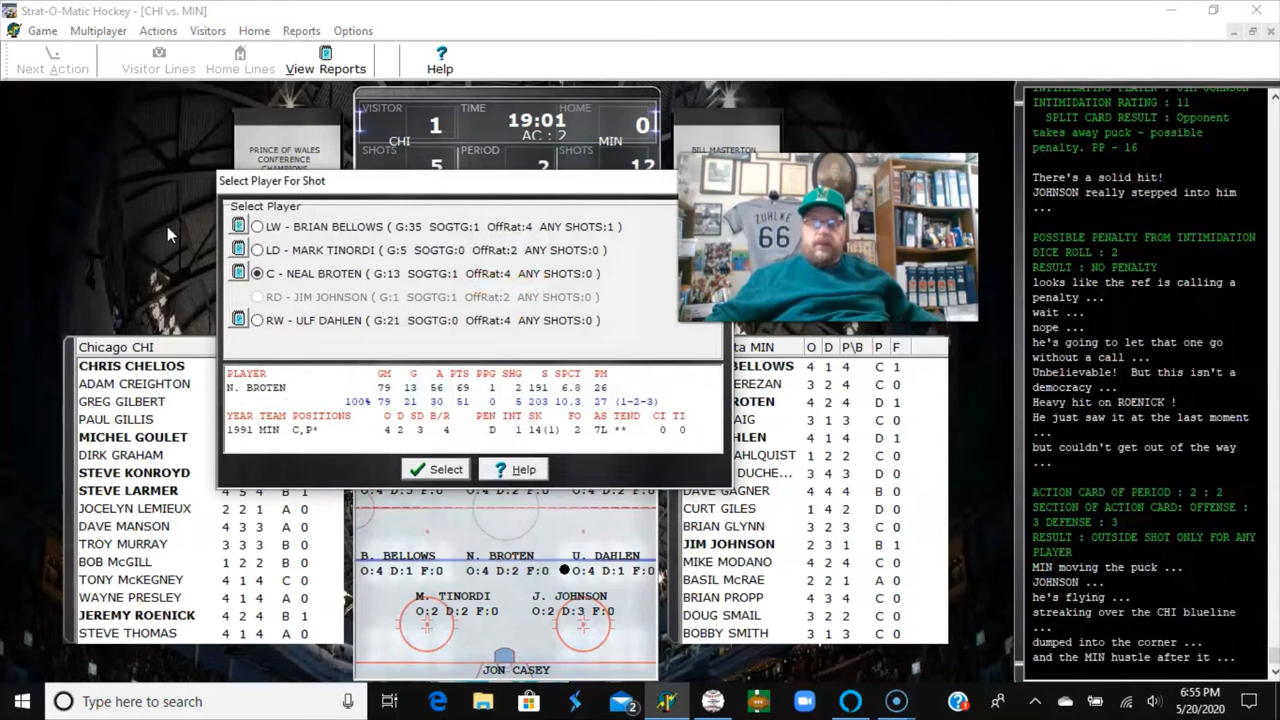 Strat-O-Matic Hockey - [CHI vs. MIN]
Game Multiplayer Actions Visitors Home Reports Options
Next Action Visitor Lines Home Lines View Reports Help
VISITOR TIME HOME
1 19:01 0
CHI AC : 2 MIN
SHOTS PERIOD SHOTS
5 2 12
PRINCE OF WALES
CONFERENCE
CHAMPIONS
BILL MASTERTON
ZUHLKE
66
Select Player For Shot
Select Player
LW - BRIAN BELLOWS ( G:35 SOGTG:1 OffRat:4 ANY SHOTS:1 )
LD - MARK TINORDI ( G:5 SOGTG:0 OffRat:2 ANY SHOTS:0 )
C - NEAL BROTEN ( G:13 SOGTG:1 OffRat:4 ANY SHOTS:0 )
RD - JIM JOHNSON ( G:1 SOGTG:0 OffRat:2 ANY SHOTS:0 )
RW - ULF DAHLEN ( G:21 SOGTG:0 OffRat:4 ANY SHOTS:0 )
PLAYER GM G A PTS PPG SHG S SPCT PM
N. BROTEN 79 13 56 69 1 2 191 6.8 26
100% 79 21 30 51 0 5 203 10.3 27 (1-2-3)
YEAR TEAM POSITIONS O D SD B/R PEN INT SK FO AS TEND CI TI
1991 MIN C,P* 4 2 3 4 D 1 14(1) 2 7L ** 0 0
Select Help
Chicago CHI
CHRIS CHELIOS
ADAM CREIGHTON
GREG GILBERT
PAUL GILLIS
MICHEL GOULET
DIRK GRAHAM
STEVE KONROYD
STEVE LARMER 4 5 4 B 1
JOCELYN LEMIEUX 2 2 1 A 0
DAVE MANSON 4 3 3 B 0
TROY MURRAY 3 3 3 B 0
BOB McGILL 1 2 2 B 0
TONY McKEGNEY 4 1 4 C 0
WAYNE PRESLEY 4 1 4 A 0
JEREMY ROENICK 4 2 4 B 1
STEVE THOMAS 4 1 4 A 0
B. BELLOWS N. BROTEN U. DAHLEN
O:4 D:1 F:0 O:4 D:2 F:0 O:4 D:1 F:0
M. TINORDI J. JOHNSON
O:2 D:2 F:0 O:2 D:3 F:0
JON CASEY
ta MIN O D P\B P F
BELLOWS 4 1 4 C 1
BEREZAN 3 2 3 C 0
ROTEN 4 2 4 D 1
AIG 3 2 3 C 0
HLEN 4 1 4 D 1
AHLQUIST 1 2 2 C 0
DUCHE... 3 4 3 D 0
DAVE GAGNER 4 4 4 B 0
CURT GILES 1 4 2 D 0
BRIAN GLYNN 3 2 3 C 0
JIM JOHNSON 2 3 1 B 1
MIKE MODANO 4 2 4 C 0
BASIL McRAE 2 2 1 A 0
BRIAN PROPP 4 3 4 C 0
DOUG SMAIL 3 2 2 C 0
BOBBY SMITH 3 1 3 C 0
INTIMIDATION RATING : 11
SPLIT CARD RESULT : Opponent
takes away puck - possible
penalty. PP - 16
There's a solid hit!
JOHNSON really stepped into him
...
POSSIBLE PENALTY FROM INTIMIDATION
DICE ROLL : 2
RESULT : NO PENALTY
looks like the ref is calling a
penalty ...
wait ...
nope ...
he's going to let that one go
without a call ...
Unbelievable! But this isn't a
democracy ...
Heavy hit on ROENICK !
He just saw it at the last moment
...
but couldn't get out of the way
...
ACTION CARD OF PERIOD : 2 : 2
SECTION OF ACTION CARD: OFFENSE :
3 DEFENSE : 3
RESULT : OUTSIDE SHOT ONLY FOR ANY
PLAYER
MIN moving the puck ...
JOHNSON ...
he's flying ...
streaking over the CHI blueline
...
dumped into the corner ...
and the MIN hustle after it ...
Type here to search
2
6:55 PM
5/20/2020